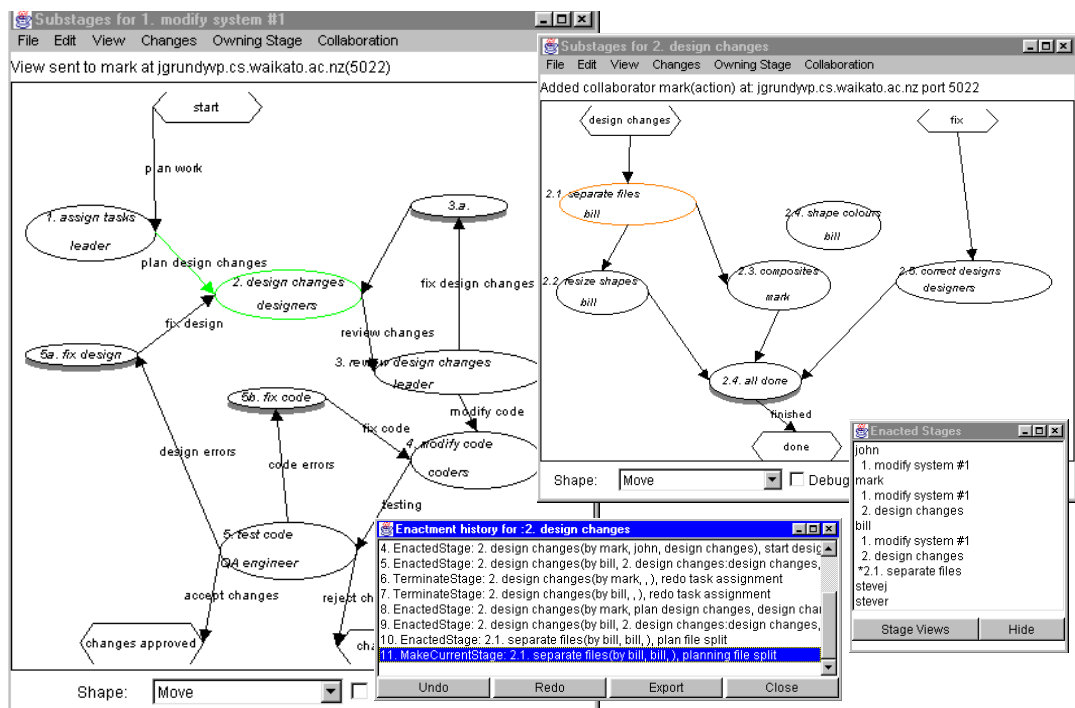 Substages for 1. modify system #1
File Edit View Changes Owning Stage Collaboration
View sent to mark at jgrundyvp.cs.waikato.ac.nz(5022)
start
plan work
1. assign tasks
leader
3.a.
plan design changes
2. design changes
designers
fix design changes
fix design
review changes
5a. fix design
3. review design changes
leader
5b. fix code
modify code
fix code
4. modify code
coders
design errors
code errors
testing
5. test code
QA engineer
accept changes
reject ch
changes approved
cha
Shape: Move
Substages for 2. design changes
File Edit View Changes Owning Stage Collaboration
Added collaborator mark(action) at: jgrundyvp.cs.waikato.ac.nz port 5022
design changes
fix
2.1. separate files
bill
2.4. shape colours
bill
2.2. resize shapes
bill
2.3. composites
mark
2.5. correct designs
designers
2.4. all done
finished
done
Shape: Move Debug
Enacted Stages
john
1. modify system #1
mark
1. modify system #1
2. design changes
bill
1. modify system #1
2. design changes
*2.1. separate files
stevej
stever
Stage Views Hide
Enactment history for :2. design changes
4. EnactedStage: 2. design changes(by mark, john, design changes), start desig
5. EnactedStage: 2. design changes(by bill, 2. design changes:design changes,
6. TerminateStage: 2. design changes(by mark, , ), redo task assignment
7. TerminateStage: 2. design changes(by bill, , ), redo task assignment
8. EnactedStage: 2. design changes(by mark, plan design changes, design chan
9. EnactedStage: 2. design changes(by bill, 2. design changes:design changes,
10. EnactedStage: 2.1. separate files(by bill, bill, ), plan file split
11. MakeCurrentStage: 2.1. separate files(by bill, bill, ), planning file split
Undo Redo Export Close